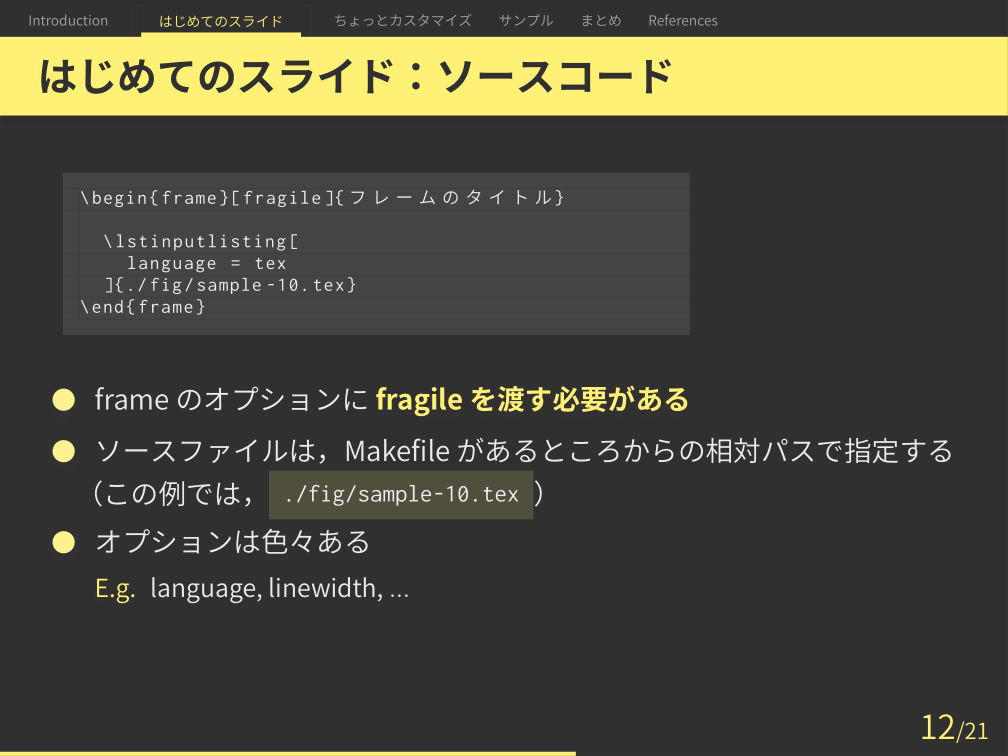 Introduction はじめてのスライド ちょっとカスタマイズ サンプル まとめ References
はじめてのスライド：ソースコード
\begin{frame}[fragile]{フレームのタイトル}
\lstinputlisting[
language = tex
]{./fig/sample-10.tex}
\end{frame}
● frame のオプションに fragile を渡す必要がある
● ソースファイルは，Makefile があるところからの相対パスで指定する
（この例では， ./fig/sample-10.tex ）
● オプションは色々ある
E.g. language, linewidth, ...
12/21